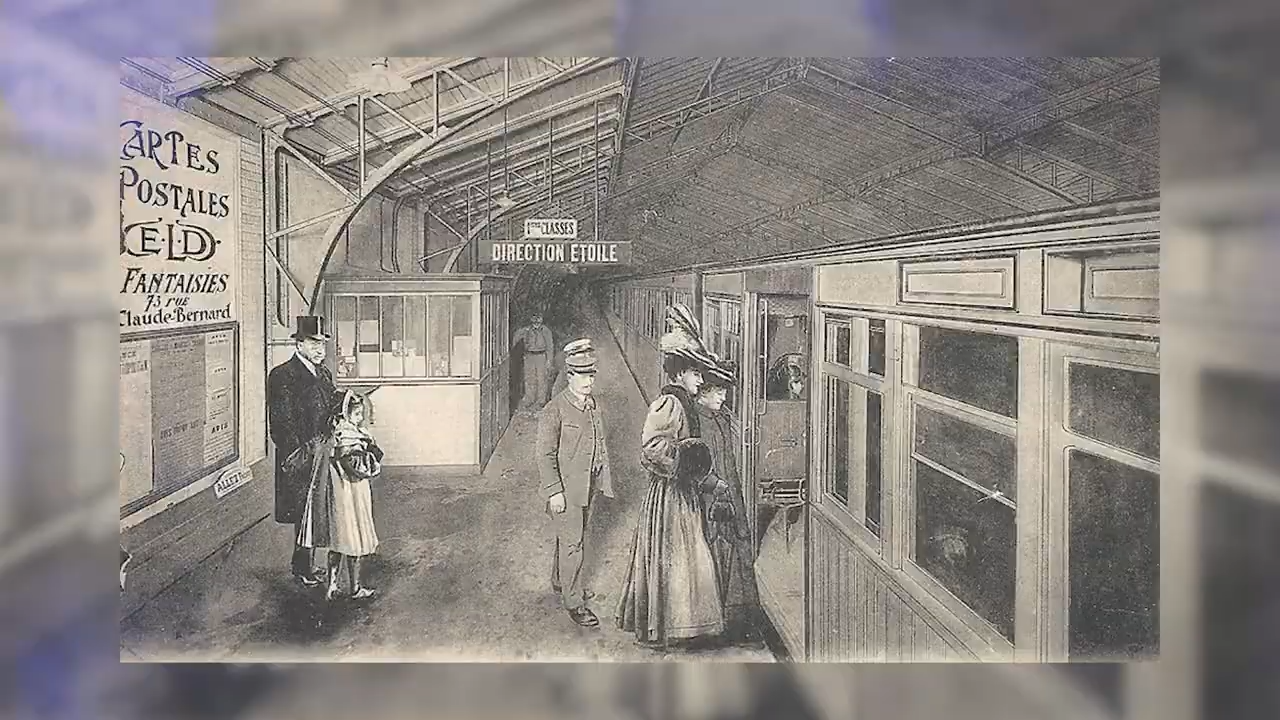 CARTES
POSTALES
E.L.D.
FANTAISIES
73 RUE
Claude-Bernard
1ÈRES CLASSES
DIRECTION ETOILE